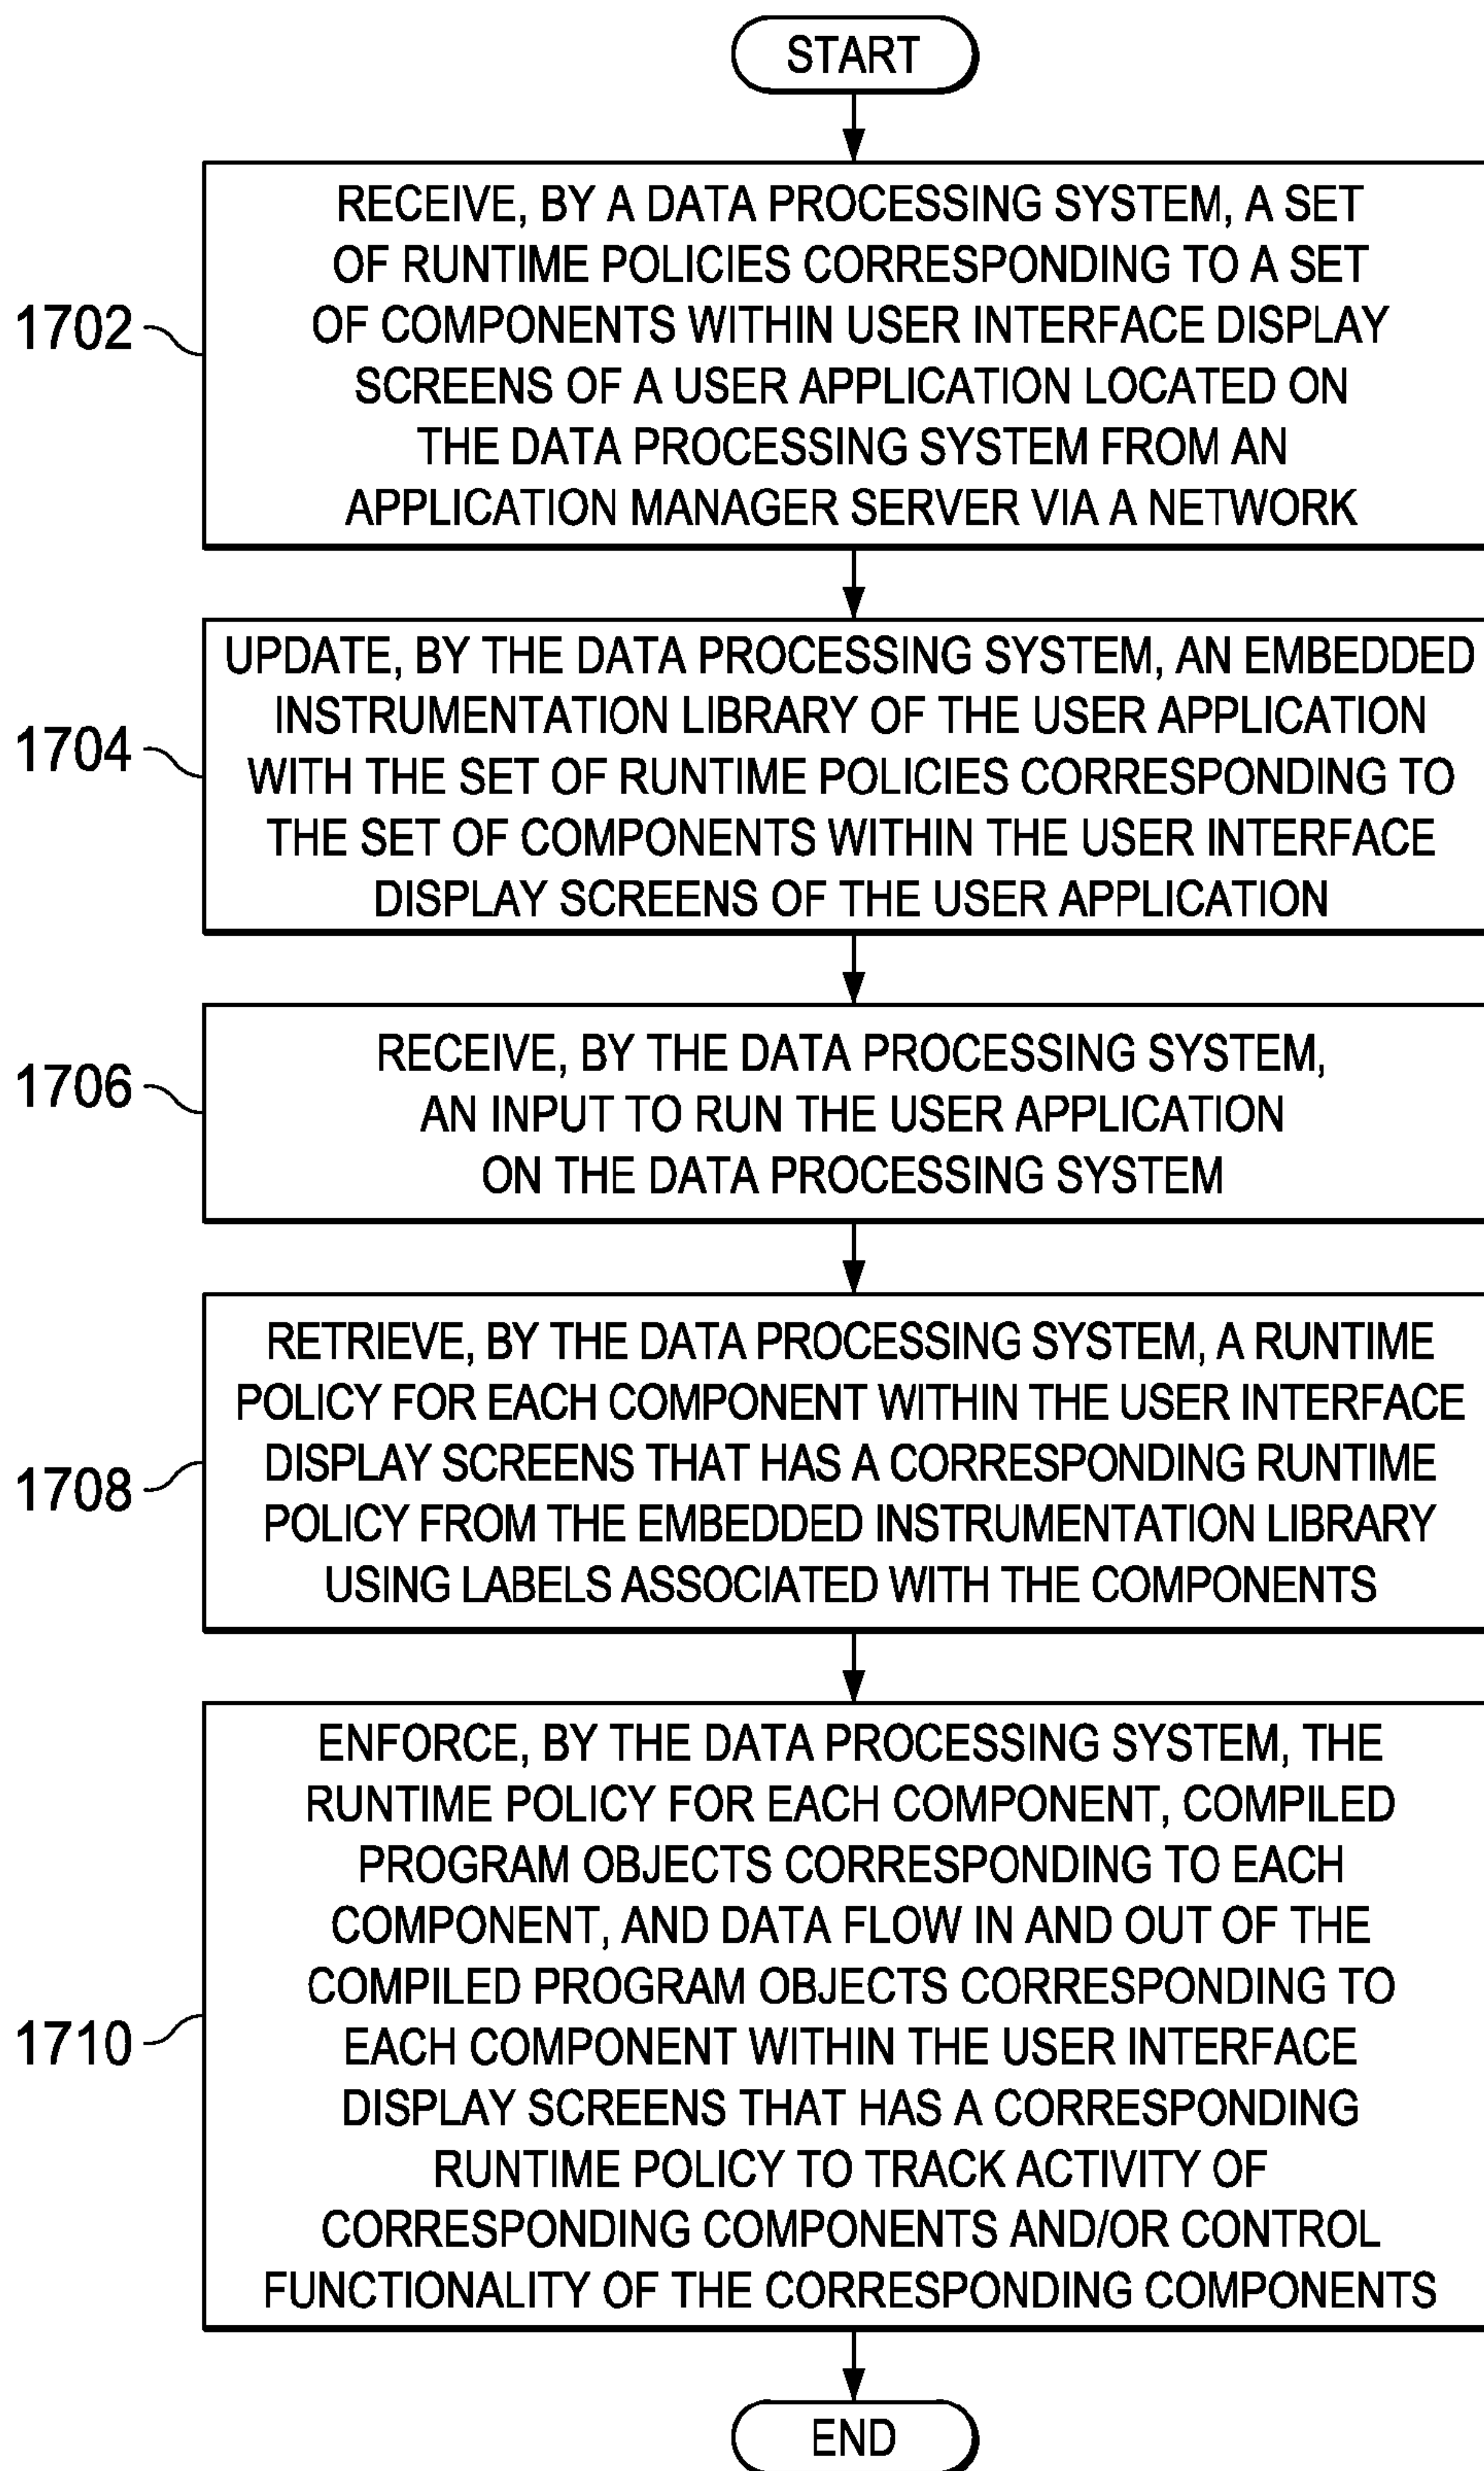 START
RECEIVE, BY A DATA PROCESSING SYSTEM, A SET
OF RUNTIME POLICIES CORRESPONDING TO A SET
OF COMPONENTS WITHIN USER INTERFACE DISPLAY
SCREENS OF A USER APPLICATION LOCATED ON
THE DATA PROCESSING SYSTEM FROM AN
APPLICATION MANAGER SERVER VIA A NETWORK
1702
UPDATE, BY THE DATA PROCESSING SYSTEM, AN EMBEDDED
INSTRUMENTATION LIBRARY OF THE USER APPLICATION
WITH THE SET OF RUNTIME POLICIES CORRESPONDING TO
THE SET OF COMPONENTS WITHIN THE USER INTERFACE
DISPLAY SCREENS OF THE USER APPLICATION
1704
RECEIVE, BY THE DATA PROCESSING SYSTEM,
AN INPUT TO RUN THE USER APPLICATION
ON THE DATA PROCESSING SYSTEM
1706
RETRIEVE, BY THE DATA PROCESSING SYSTEM, A RUNTIME
POLICY FOR EACH COMPONENT WITHIN THE USER INTERFACE
DISPLAY SCREENS THAT HAS A CORRESPONDING RUNTIME
POLICY FROM THE EMBEDDED INSTRUMENTATION LIBRARY
USING LABELS ASSOCIATED WITH THE COMPONENTS
1708
ENFORCE, BY THE DATA PROCESSING SYSTEM, THE
RUNTIME POLICY FOR EACH COMPONENT, COMPILED
PROGRAM OBJECTS CORRESPONDING TO EACH
COMPONENT, AND DATA FLOW IN AND OUT OF THE
COMPILED PROGRAM OBJECTS CORRESPONDING TO
EACH COMPONENT WITHIN THE USER INTERFACE
DISPLAY SCREENS THAT HAS A CORRESPONDING
RUNTIME POLICY TO TRACK ACTIVITY OF
CORRESPONDING COMPONENTS AND/OR CONTROL
FUNCTIONALITY OF THE CORRESPONDING COMPONENTS
1710
END